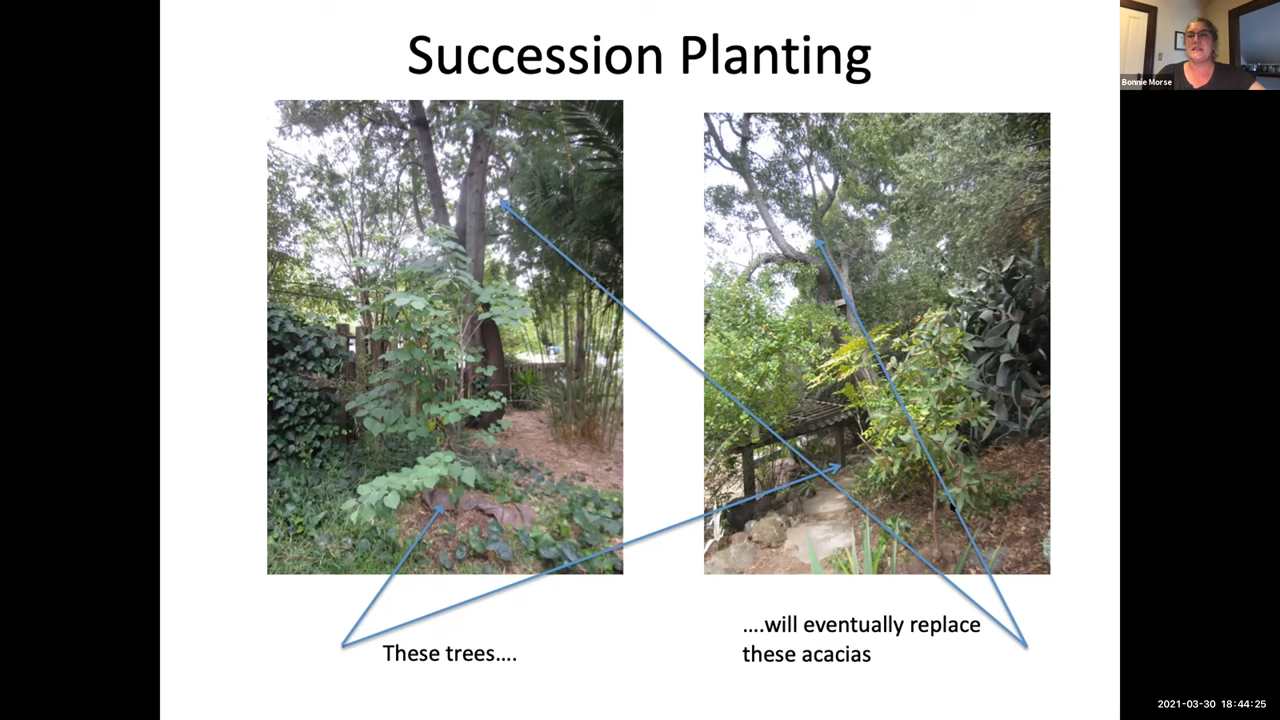 Succession Planting
Bonnie Morse
These trees....
....will eventually replace
these acacias
2021-03-30 18:44:25